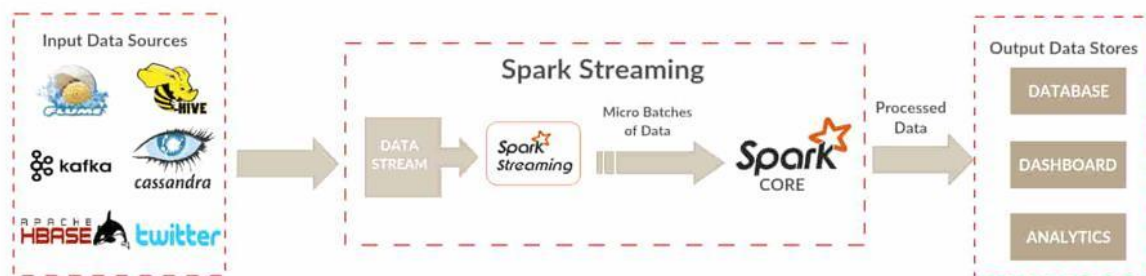 Input Data Sources
FLUME
HIVE
kafka
cassandra
APACHE
HBASE
twitter
Spark Streaming
DATA
STREAM
Spark
Streaming
Micro Batches
of Data
Spark
CORE
Processed
Data
Output Data Stores
DATABASE
DASHBOARD
ANALYTICS